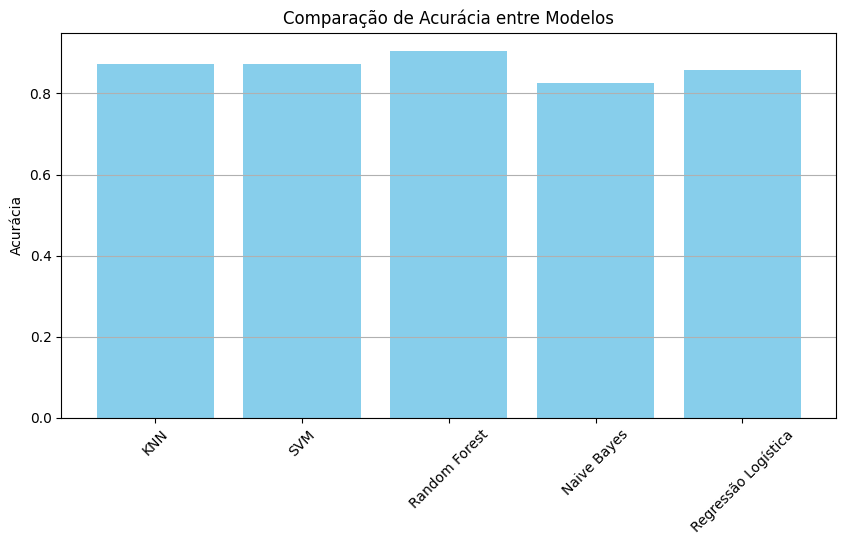 Comparação de Acurácia entre Modelos
Acurácia
0.8
0.6
0.4
0.2
0.0
KNN
SVM
Random Forest
Naive Bayes
Regressão Logística